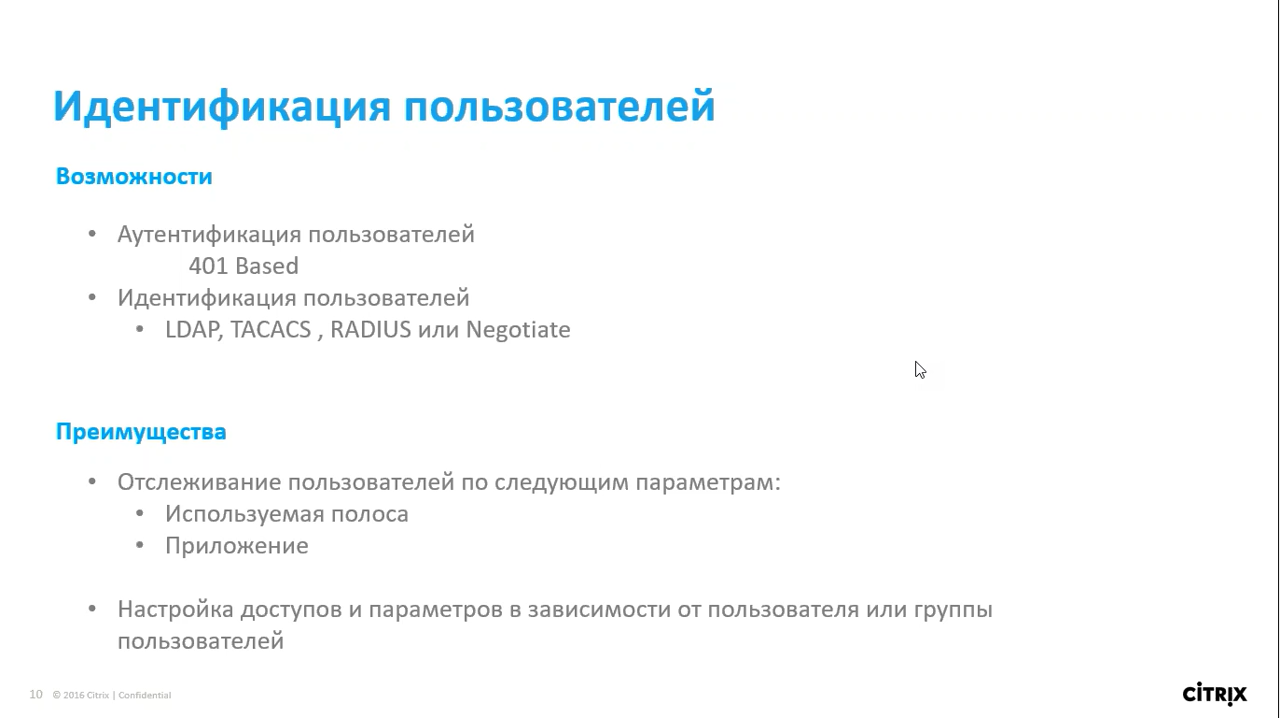 Идентификация пользователей
Возможности
• Аутентификация пользователей
401 Based
• Идентификация пользователей
• LDAP, TACACS , RADIUS или Negotiate
Преимущества
• Отслеживание пользователей по следующим параметрам:
• Используемая полоса
• Приложение
• Настройка доступов и параметров в зависимости от пользователя или группы
пользователей
10 © 2016 Citrix | Confidential
CITRIX